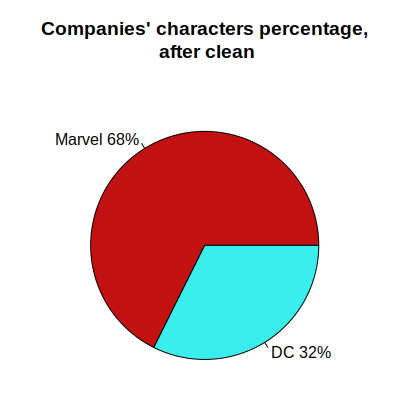 Companies' characters percentage,
after clean
Marvel 68%
DC 32%